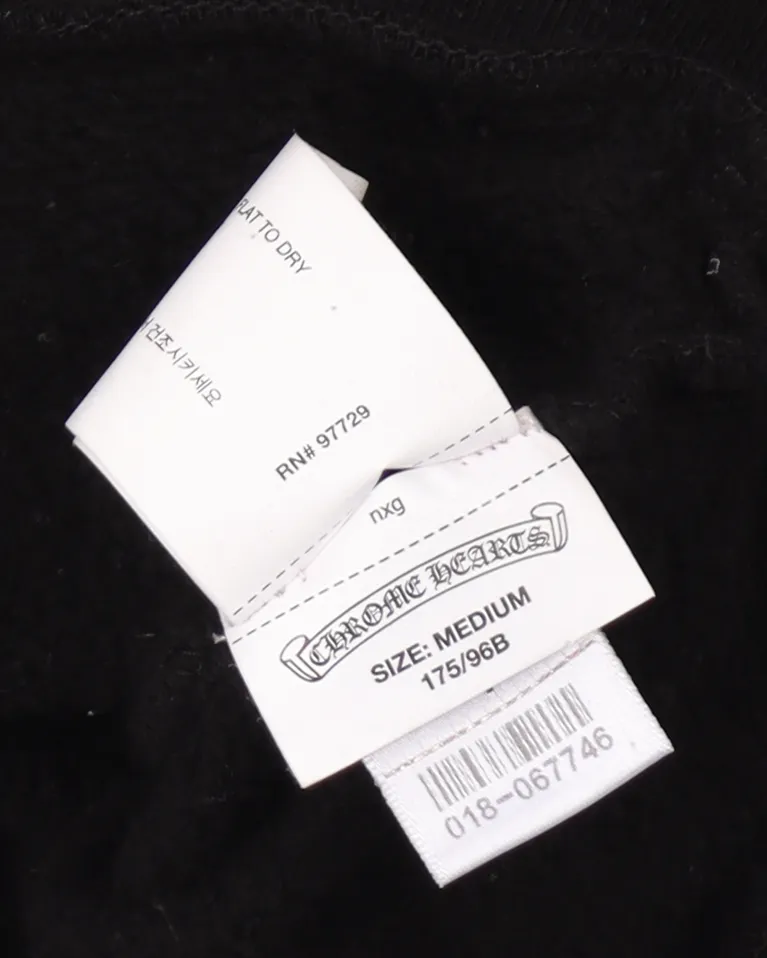 FLAT TO DRY
건조시키세요
RN# 97729
nxg
CHROME HEARTS
SIZE: MEDIUM
175/96B
018-067746